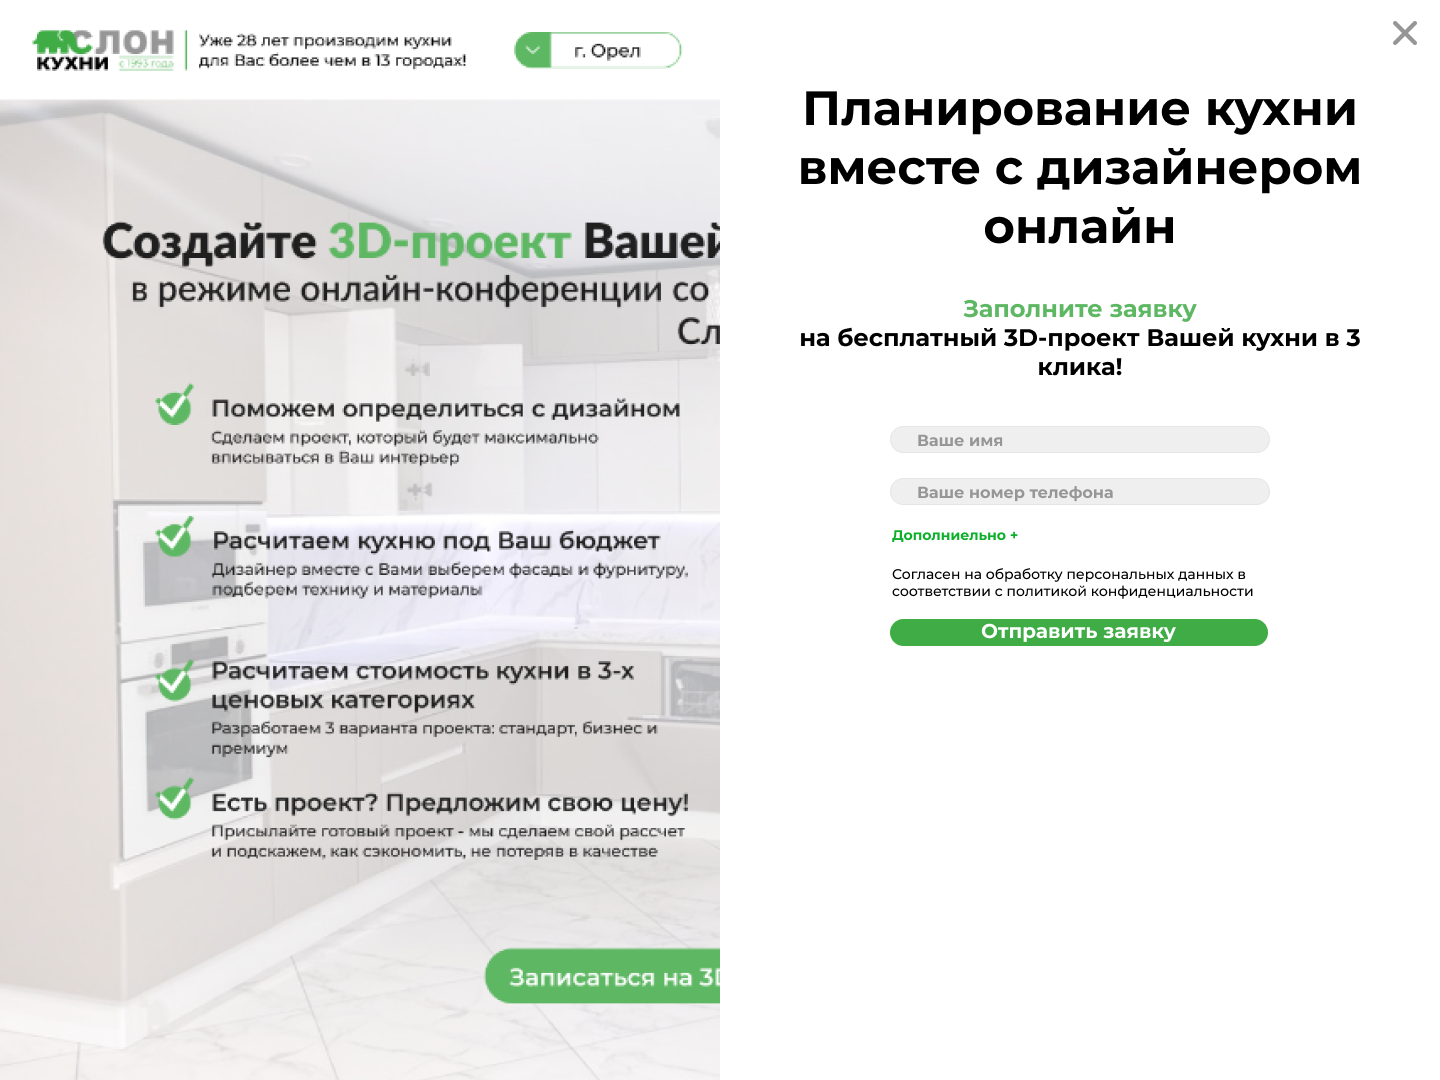 СЛОН
КУХНИ с 1993 года
Уже 28 лет производим кухни
для Вас более чем в 13 городах!
г. Орел
Создайте 3D-проект Вашей
в режиме онлайн-конференции со
Сл
Поможем определиться с дизайном
Сделаем проект, который будет максимально
вписываться в Ваш интерьер
Расчитаем кухню под Ваш бюджет
Дизайнер вместе с Вами выберем фасады и фурнитуру,
подберем технику и материалы
Расчитаем стоимость кухни в 3-х
ценовых категориях
Разработаем 3 варианта проекта: стандарт, бизнес и
премиум
Есть проект? Предложим свою цену!
Присылайте готовый проект - мы сделаем свой рассчет
и подскажем, как сэкономить, не потеряв в качестве
Записаться на 3D
Планирование кухни
вместе с дизайнером
онлайн
Заполните заявку
на бесплатный 3D-проект Вашей кухни в 3
клика!
Ваше имя
Ваше номер телефона
Дополниельно +
Согласен на обработку персональных данных в
соответствии с политикой конфиденциальности
Отправить заявку